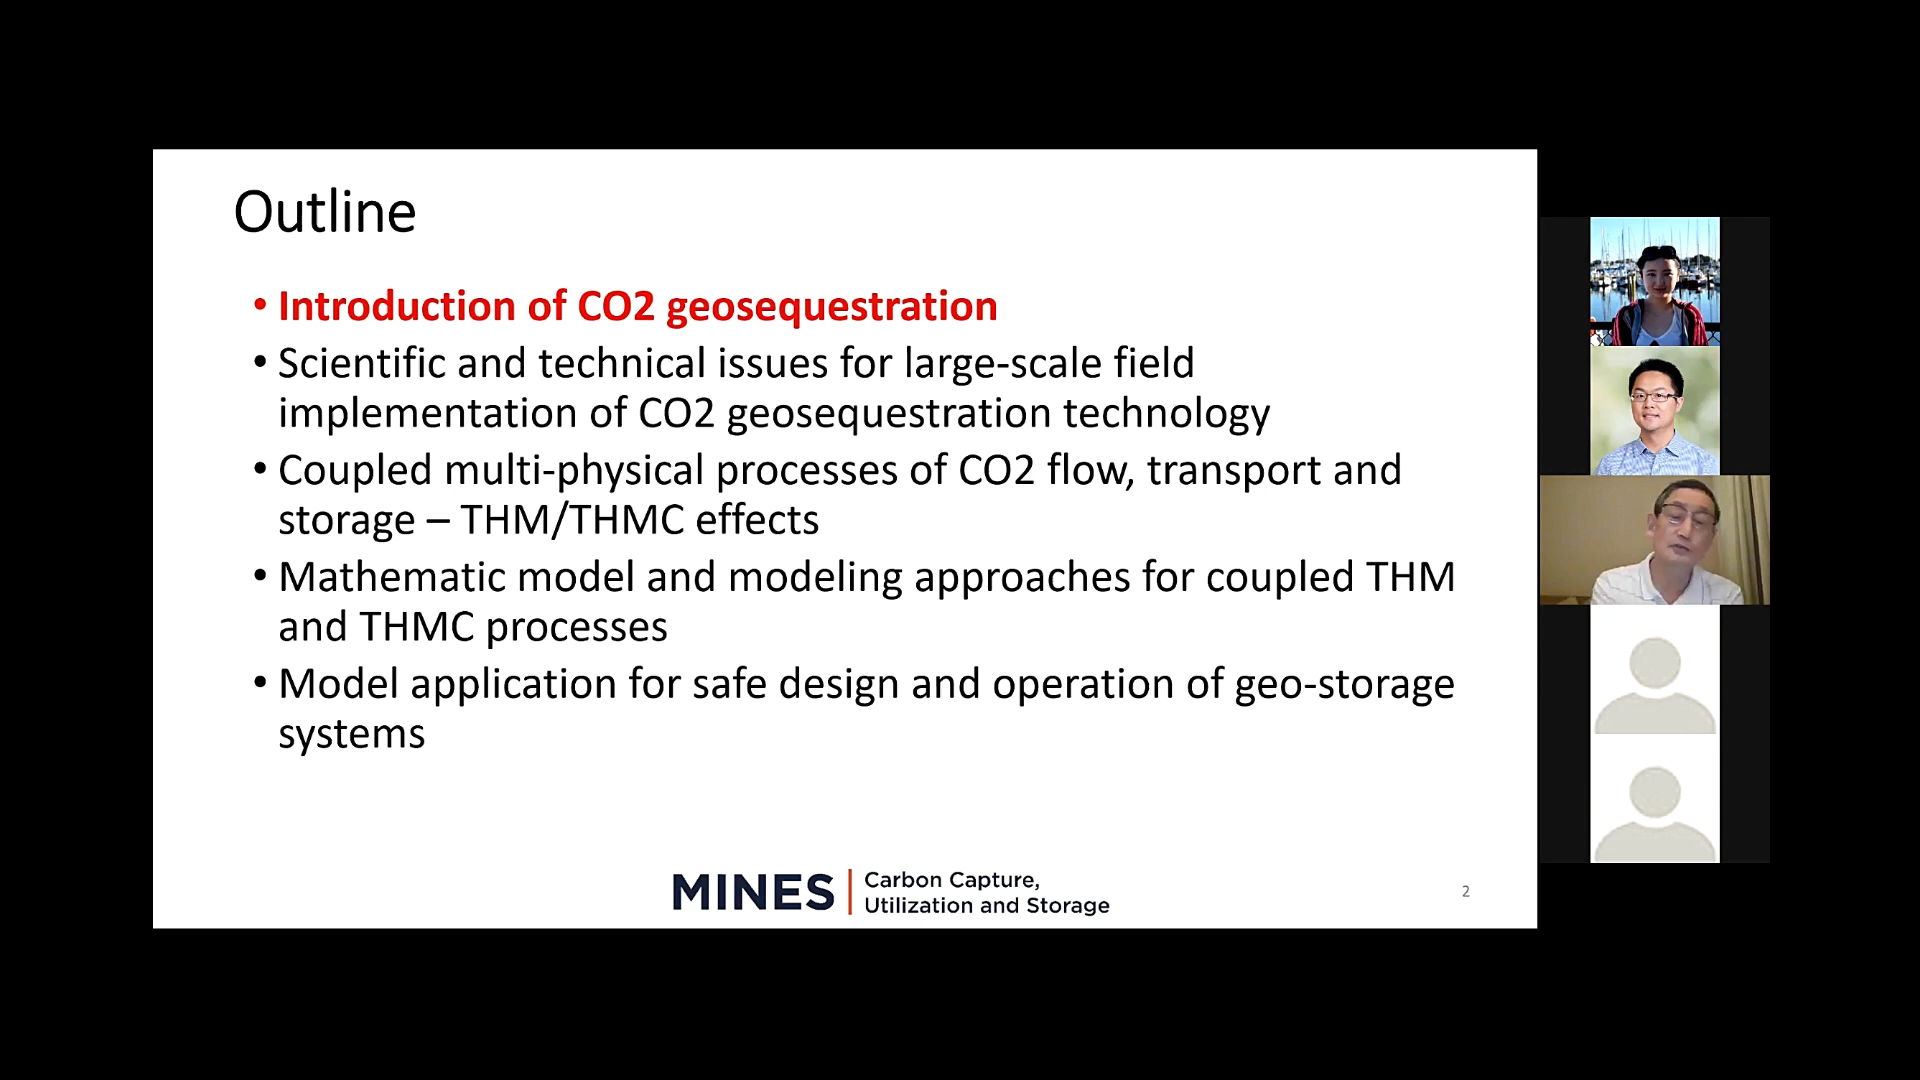 Outline
• Introduction of CO2 geosequestration
• Scientific and technical issues for large-scale field
implementation of CO2 geosequestration technology
• Coupled multi-physical processes of CO2 flow, transport and
storage – THM/THMC effects
• Mathematic model and modeling approaches for coupled THM
and THMC processes
• Model application for safe design and operation of geo-storage
systems
MINES
Carbon Capture,
Utilization and Storage
2